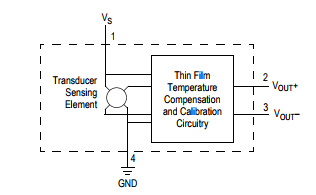 VS
1
Transducer
Sensing
Element
Thin Film
Temperature
Compensation
and Calibration
Circuitry
2
VOUT+
3
VOUT–
4
GND